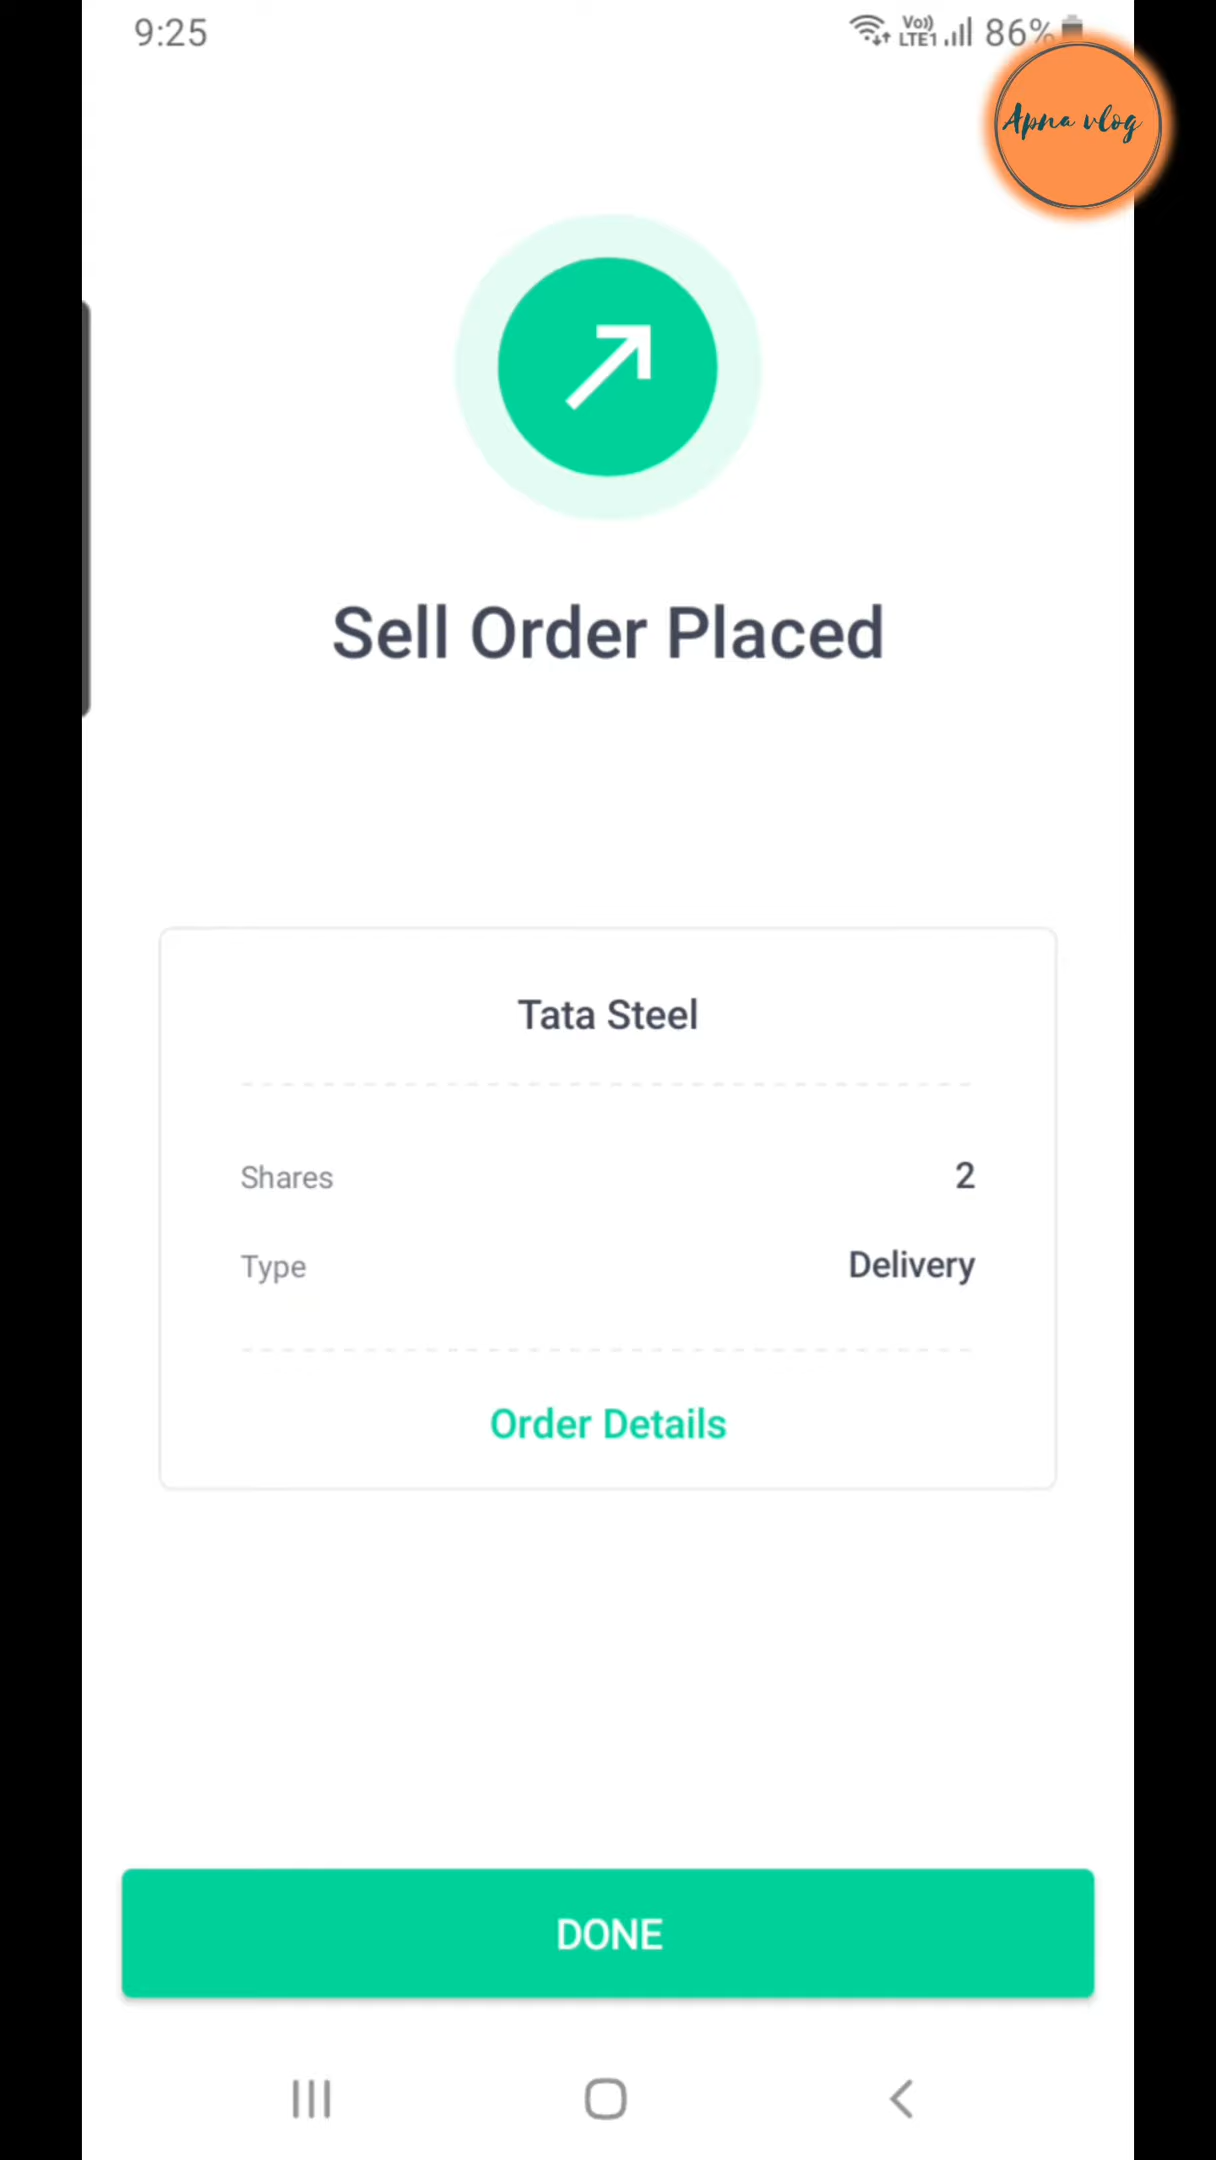 9:25
Vo)) LTE1 86%
Apna vlog
Sell Order Placed
Tata Steel
Shares 2
Type Delivery
Order Details
DONE